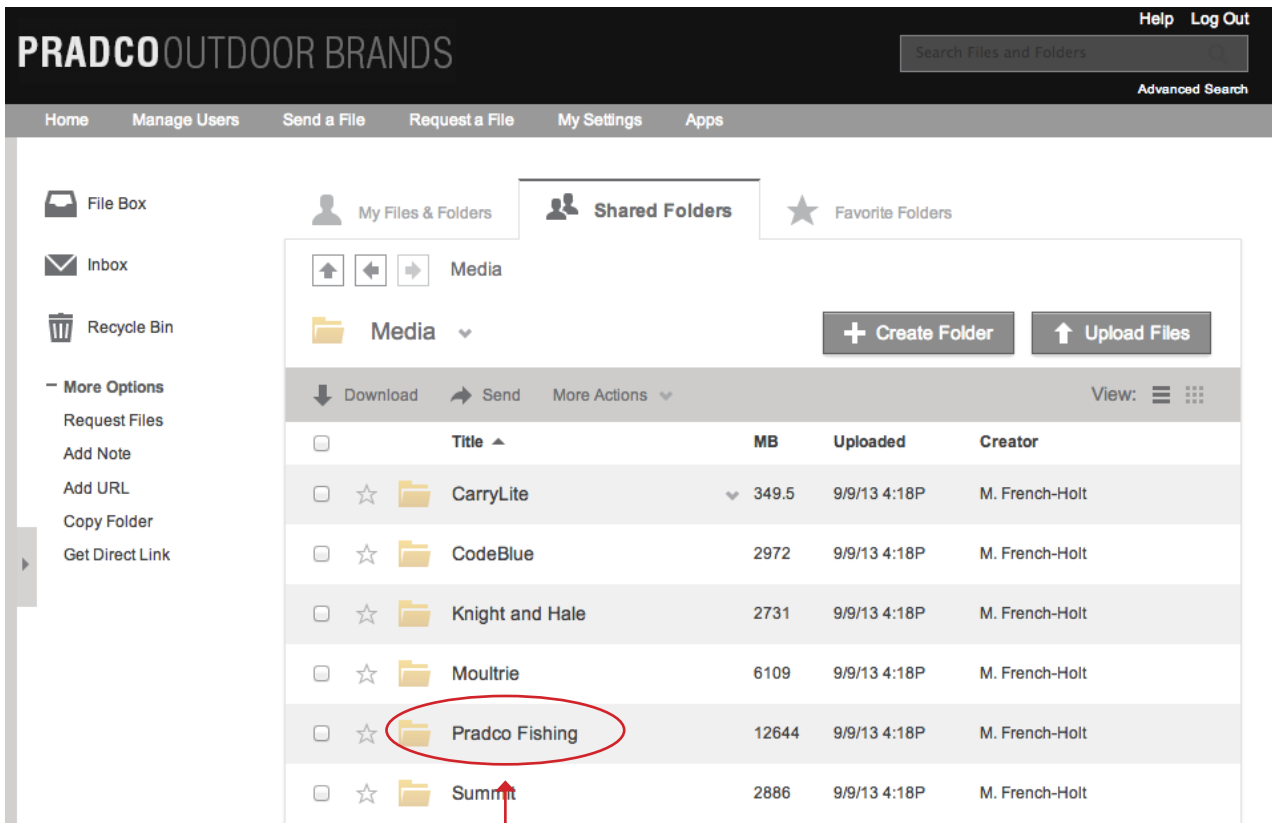 Help Log Out
PRADCO OUTDOOR BRANDS
Search Files and Folders
Advanced Search
Home Manage Users Send a File Request a File My Settings Apps
File Box
Inbox
Recycle Bin
− More Options
Request Files
Add Note
Add URL
Copy Folder
Get Direct Link
My Files & Folders Shared Folders Favorite Folders
Media
Media
Create Folder Upload Files
Download Send More Actions View:
Title MB Uploaded Creator
CarryLite 349.5 9/9/13 4:18P M. French-Holt
CodeBlue 2972 9/9/13 4:18P M. French-Holt
Knight and Hale 2731 9/9/13 4:18P M. French-Holt
Moultrie 6109 9/9/13 4:18P M. French-Holt
Pradco Fishing 12644 9/9/13 4:18P M. French-Holt
Summit 2886 9/9/13 4:18P M. French-Holt